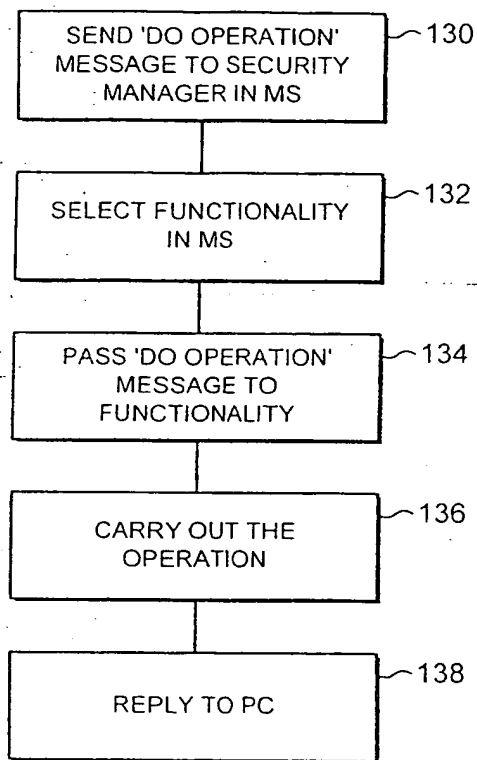 SEND 'DO OPERATION'
MESSAGE TO SECURITY
MANAGER IN MS
130
SELECT FUNCTIONALITY
IN MS
132
PASS 'DO OPERATION'
MESSAGE TO
FUNCTIONALITY
134
CARRY OUT THE
OPERATION
136
REPLY TO PC
138